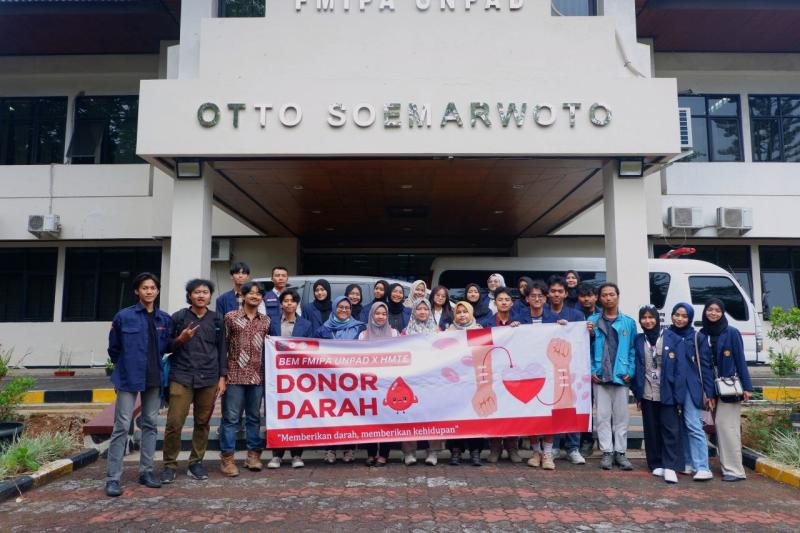 FMIPA UNPAD
OTTO SOEMARWOTO
BEM FMIPA UNPAD X HMTE
DONOR
DARAH
"Memberikan darah, memberikan kehidupan"